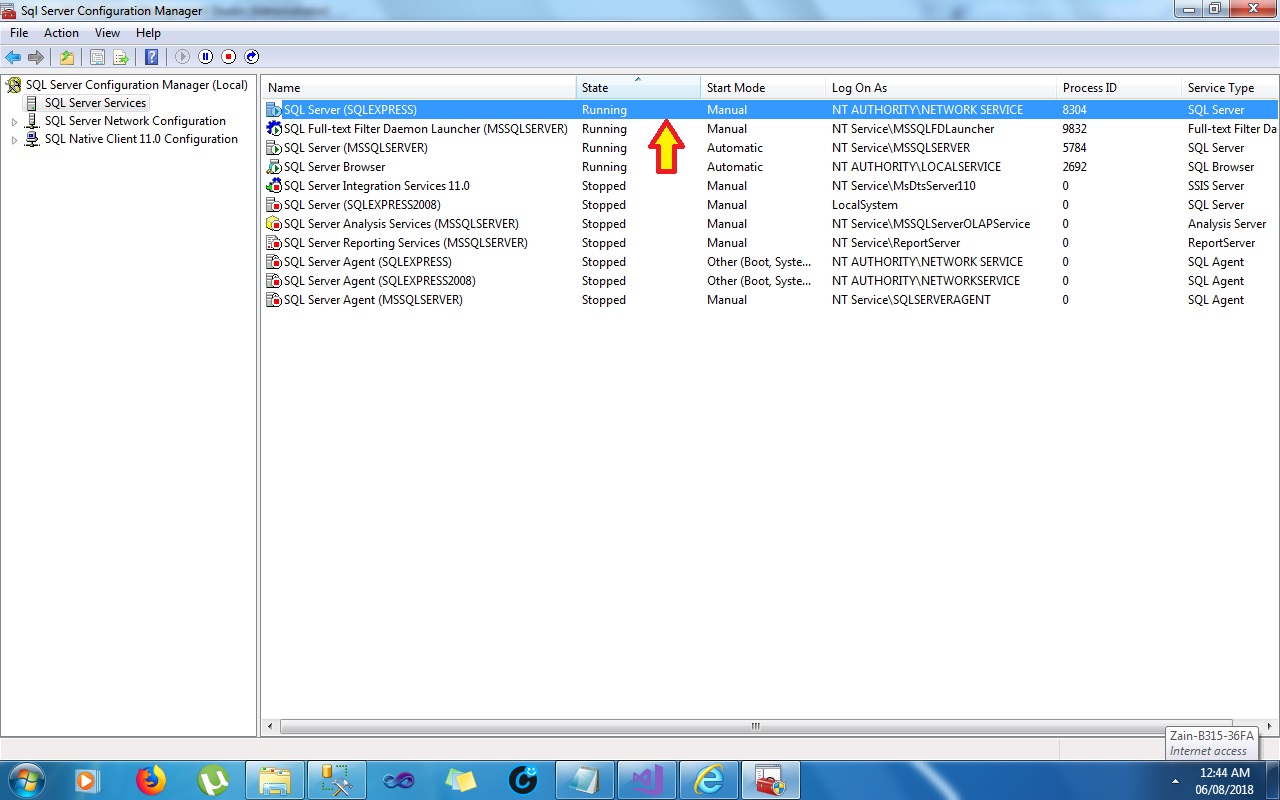 Sql Server Configuration Manager
File Action View Help
SQL Server Configuration Manager (Local)
SQL Server Services
SQL Server Network Configuration
SQL Native Client 11.0 Configuration
Name State Start Mode Log On As Process ID Service Type
SQL Server (SQLEXPRESS) Running Manual NT AUTHORITY\NETWORK SERVICE 8304 SQL Server
SQL Full-text Filter Daemon Launcher (MSSQLSERVER) Running Manual NT Service\MSSQLFDLauncher 9832 Full-text Filter Da
SQL Server (MSSQLSERVER) Running Automatic NT Service\MSSQLSERVER 5784 SQL Server
SQL Server Browser Running Automatic NT AUTHORITY\LOCALSERVICE 2692 SQL Browser
SQL Server Integration Services 11.0 Stopped Manual NT Service\MsDtsServer110 0 SSIS Server
SQL Server (SQLEXPRESS2008) Stopped Manual LocalSystem 0 SQL Server
SQL Server Analysis Services (MSSQLSERVER) Stopped Manual NT Service\MSSQLServerOLAPService 0 Analysis Server
SQL Server Reporting Services (MSSQLSERVER) Stopped Manual NT Service\ReportServer 0 ReportServer
SQL Server Agent (SQLEXPRESS) Stopped Other (Boot, Syste... NT AUTHORITY\NETWORK SERVICE 0 SQL Agent
SQL Server Agent (SQLEXPRESS2008) Stopped Other (Boot, Syste... NT AUTHORITY\NETWORKSERVICE 0 SQL Agent
SQL Server Agent (MSSQLSERVER) Stopped Manual NT Service\SQLSERVERAGENT 0 SQL Agent
Zain-B315-36FA
Internet access
12:44 AM
06/08/2018